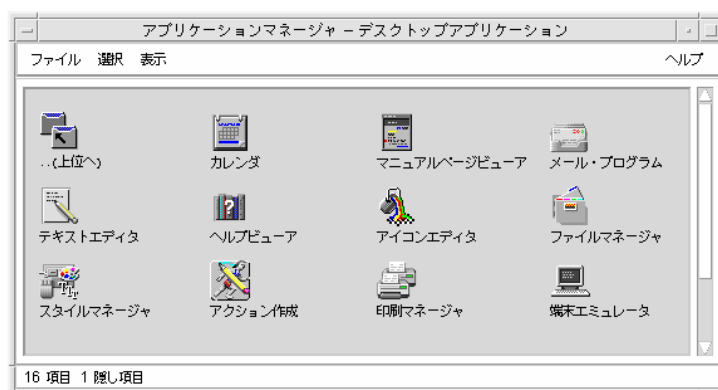 アプリケーションマネージャ – デスクトップアプリケーション
ファイル 選択 表示 ヘルプ
..(上位へ) カレンダ マニュアルページビューア メール・プログラム
テキストエディタ ヘルプビューア アイコンエディタ ファイルマネージャ
スタイルマネージャ アクション作成 印刷マネージャ 端末エミュレータ
16 項目 1 隠し項目